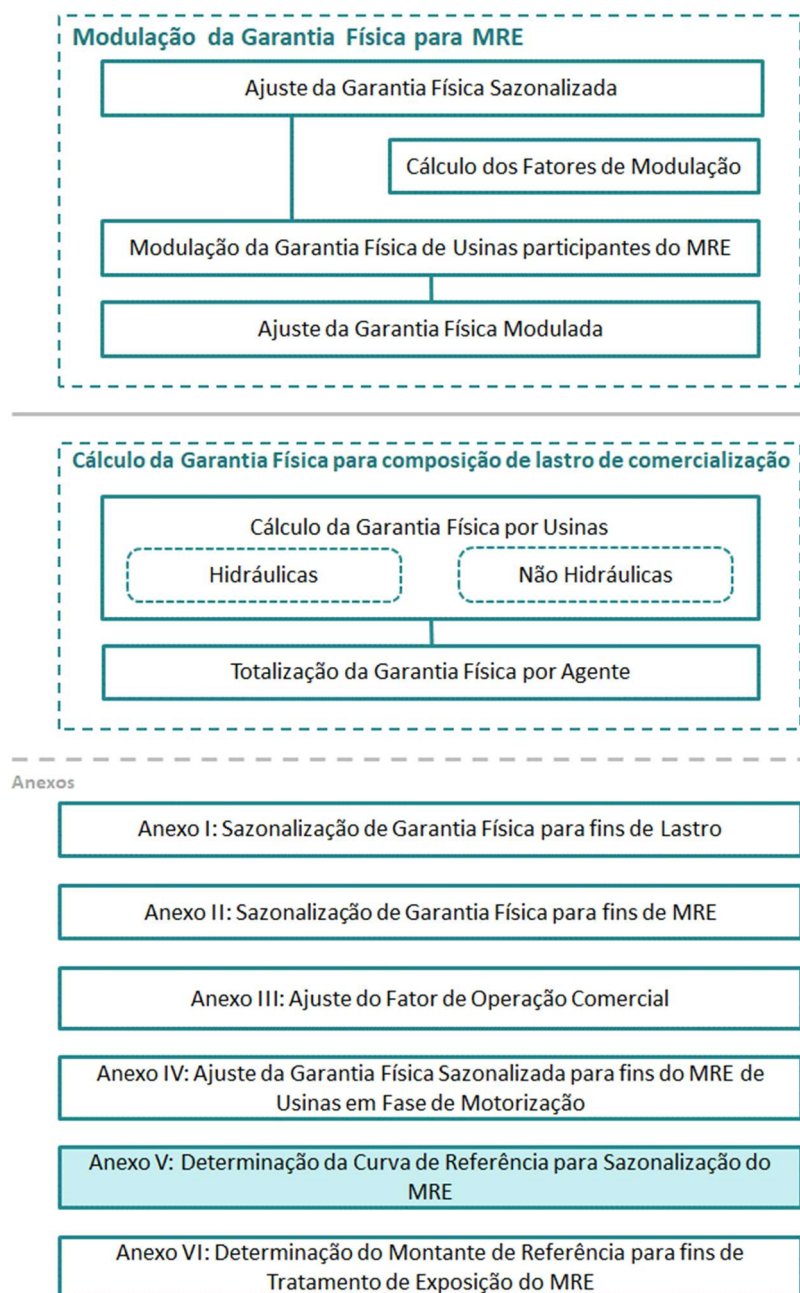 Modulação da Garantia Física para MRE
Ajuste da Garantia Física Sazonalizada
Cálculo dos Fatores de Modulação
Modulação da Garantia Física de Usinas participantes do MRE
Ajuste da Garantia Física Modulada
Cálculo da Garantia Física para composição de lastro de comercialização
Cálculo da Garantia Física por Usinas
Hidráulicas
Não Hidráulicas
Totalização da Garantia Física por Agente
Anexos
Anexo I: Sazonalização de Garantia Física para fins de Lastro
Anexo II: Sazonalização de Garantia Física para fins de MRE
Anexo III: Ajuste do Fator de Operação Comercial
Anexo IV: Ajuste da Garantia Física Sazonalizada para fins do MRE de
Usinas em Fase de Motorização
Anexo V: Determinação da Curva de Referência para Sazonalização do
MRE
Anexo VI: Determinação do Montante de Referência para fins de
Tratamento de Exposição do MRE